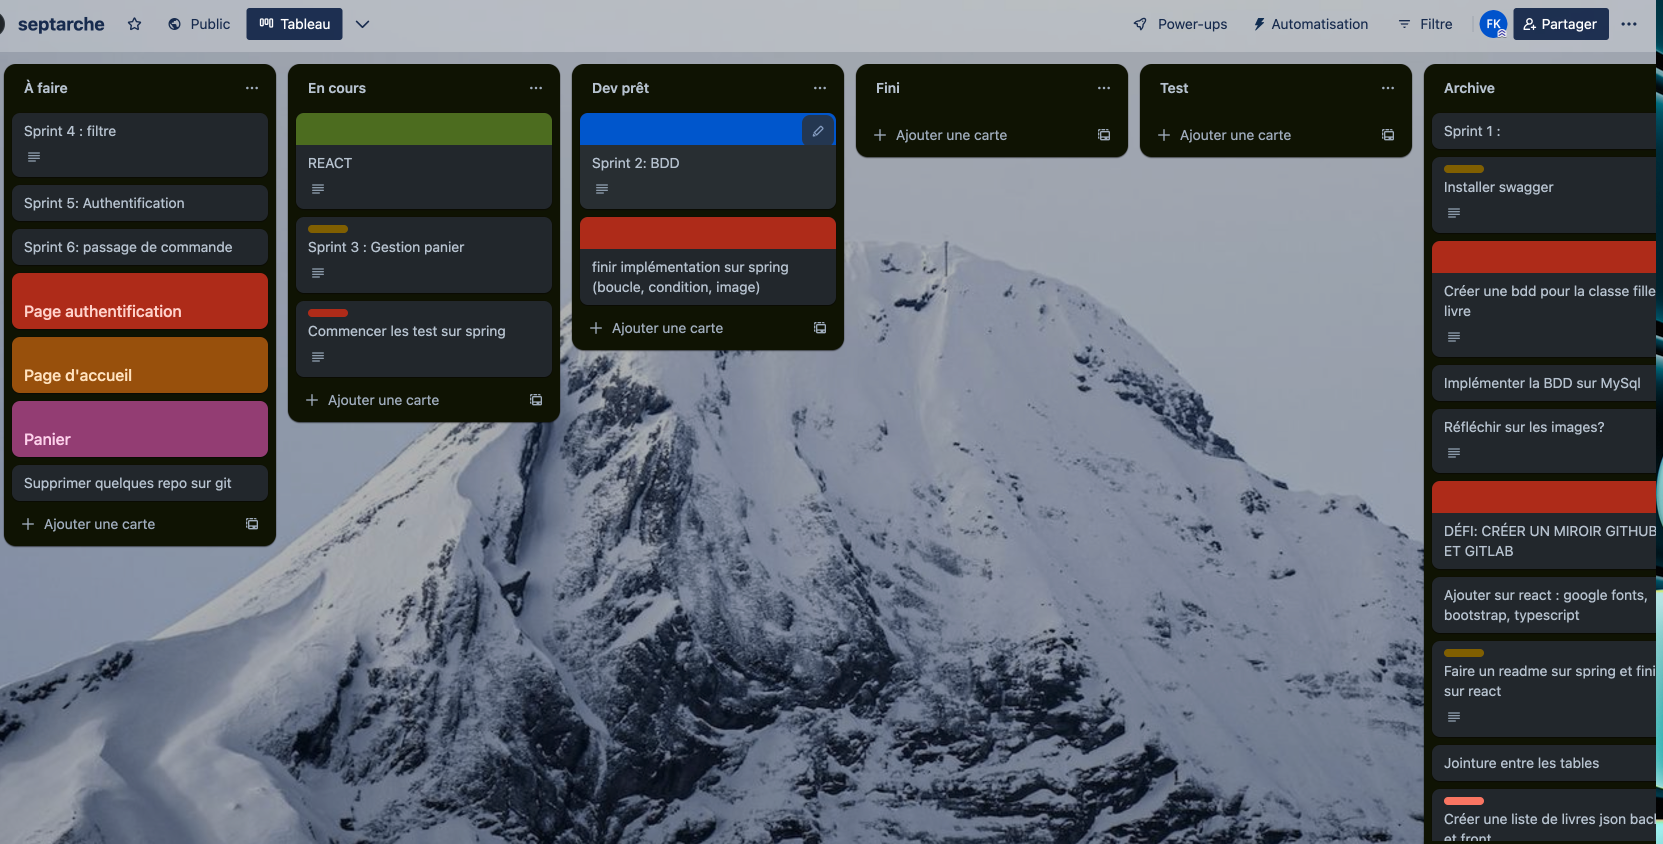 septarche
Public
Tableau
Power-ups
Automatisation
Filtre
FK
Partager
À faire
Sprint 4 : filtre
Sprint 5: Authentification
Sprint 6: passage de commande
Page authentification
Page d'accueil
Panier
Supprimer quelques repo sur git
Ajouter une carte
En cours
REACT
Sprint 3 : Gestion panier
Commencer les test sur spring
Ajouter une carte
Dev prêt
Sprint 2: BDD
finir implémentation sur spring
(boucle, condition, image)
Ajouter une carte
Fini
Ajouter une carte
Test
Ajouter une carte
Archive
Sprint 1 :
Installer swagger
Créer une bdd pour la classe fille
livre
Implémenter la BDD sur MySql
Réfléchir sur les images?
DÉFI: CRÉER UN MIROIR GITHUB
ET GITLAB
Ajouter sur react : google fonts,
bootstrap, typescript
Faire un readme sur spring et fini
sur react
Jointure entre les tables
Créer une liste de livres json back
et front